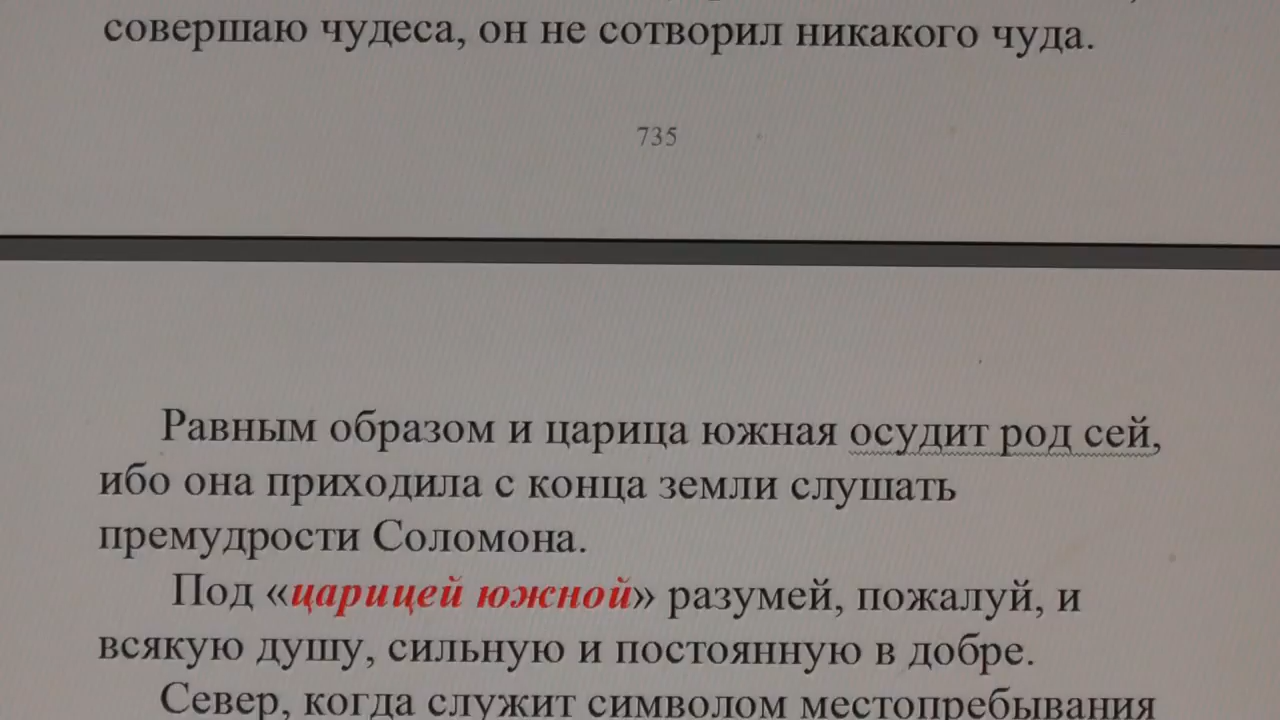 совершаю чудеса, он не сотворил никакого чуда.
735
Равным образом и царица южная осудит род сей,
ибо она приходила с конца земли слушать
премудрости Соломона.
Под «царицей южной» разумей, пожалуй, и
всякую душу, сильную и постоянную в добре.
Север, когда служит символом местопребывания